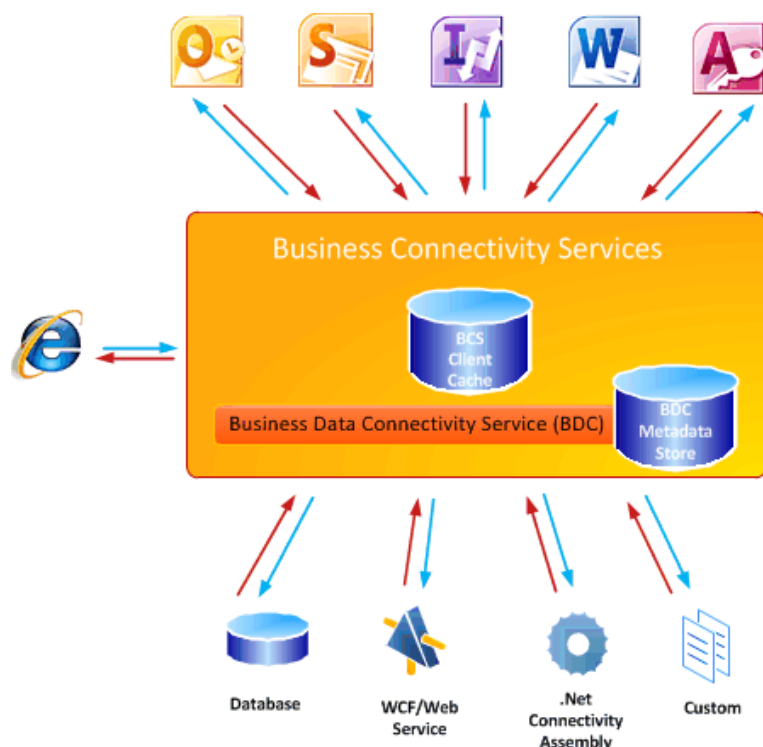 O S I W A
Business Connectivity Services
e
BCS
Client
Cache
Business Data Connectivity Service (BDC)
BDC
Metadata
Store
Database
WCF/Web
Service
.Net
Connectivity
Assembly
Custom